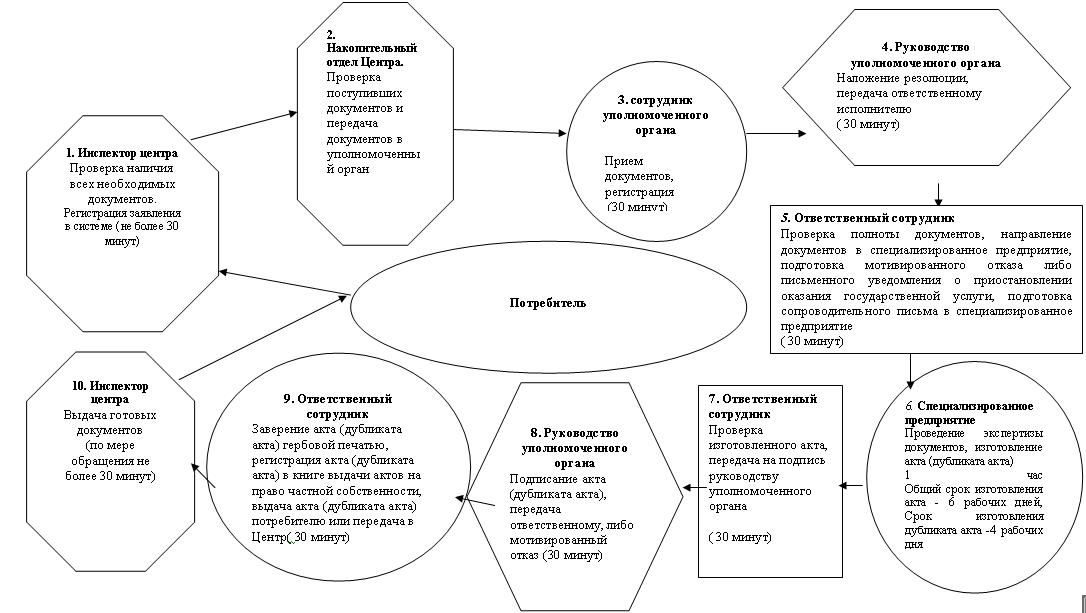 1. Инспектор центра
Проверка наличия
всех необходимых
документов.
Регистрация заявления
в системе (не более 30
минут)
2.
Накопительный
отдел Центра.
Проверка
поступивших
документов и
передача
документов в
уполномоченны
й орган
3. сотрудник
уполномоченного
органа
Прием
документов,
регистрация
(30 минут)
4. Руководство
уполномоченного органа
Наложение резолюции,
передача ответственному
исполнителю
( 30 минут)
5. Ответственный сотрудник
Проверка полноты документов, направление
документов в специализированное предприятие,
подготовка мотивированного отказа либо
письменного уведомления о приостановлении
оказания государственной услуги, подготовка
сопроводительного письма в специализированное
предприятие
( 30 минут)
Потребитель
6. Специализированное
предприятие
Проведение экспертизы
документов, изготовление
акта (дубликата акта)
1 час
Общий срок изготовления
акта - 6 рабочих дней,
Срок изготовления
дубликата акта -4 рабочих
дня
7. Ответственный
сотрудник
Проверка
изготовленного акта,
передача на подпись
руководству
уполномоченного
органа
( 30 минут)
8. Руководство
уполномоченного
органа
Подписание акта
(дубликата акта),
передача
ответственному, либо
мотивированный
отказ (30 минут)
9. Ответственный
сотрудник
Заверение акта (дубликата
акта) гербовой печатью,
регистрация акта (дубликата
акта) в книге выдачи актов на
право частной собственности,
выдача акта (дубликата акта)
потребителю или передача в
Центр( 30 минут)
10. Инспектор
центра
Выдача готовых
документов
(по мере
обращения не
более 30 минут)